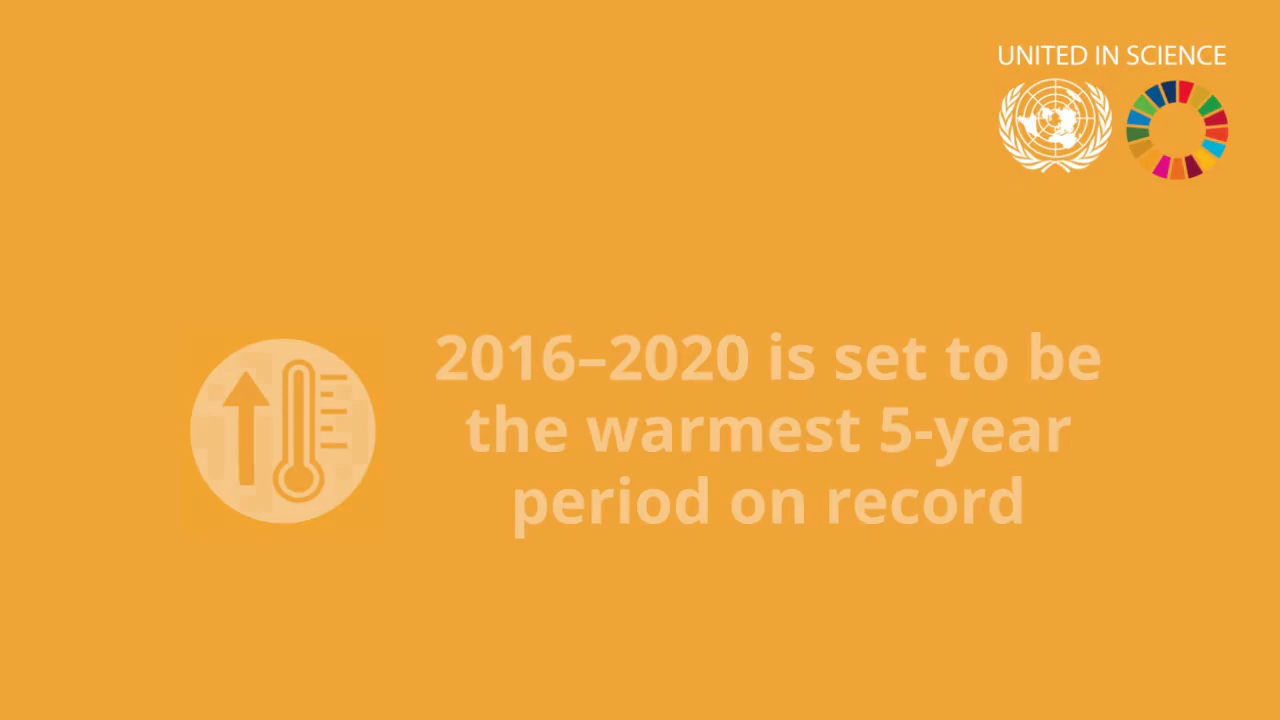 UNITED IN SCIENCE
2016–2020 is set to be
the warmest 5-year
period on record